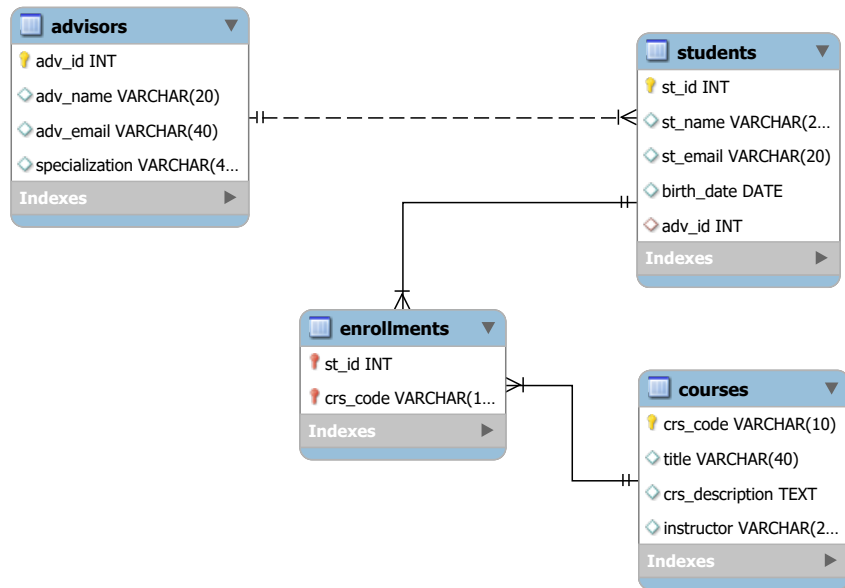 advisors
adv_id INT
adv_name VARCHAR(20)
adv_email VARCHAR(40)
specialization VARCHAR(4...
Indexes
students
st_id INT
st_name VARCHAR(2...
st_email VARCHAR(20)
birth_date DATE
adv_id INT
Indexes
enrollments
st_id INT
crs_code VARCHAR(1...
Indexes
courses
crs_code VARCHAR(10)
title VARCHAR(40)
crs_description TEXT
instructor VARCHAR(2...
Indexes